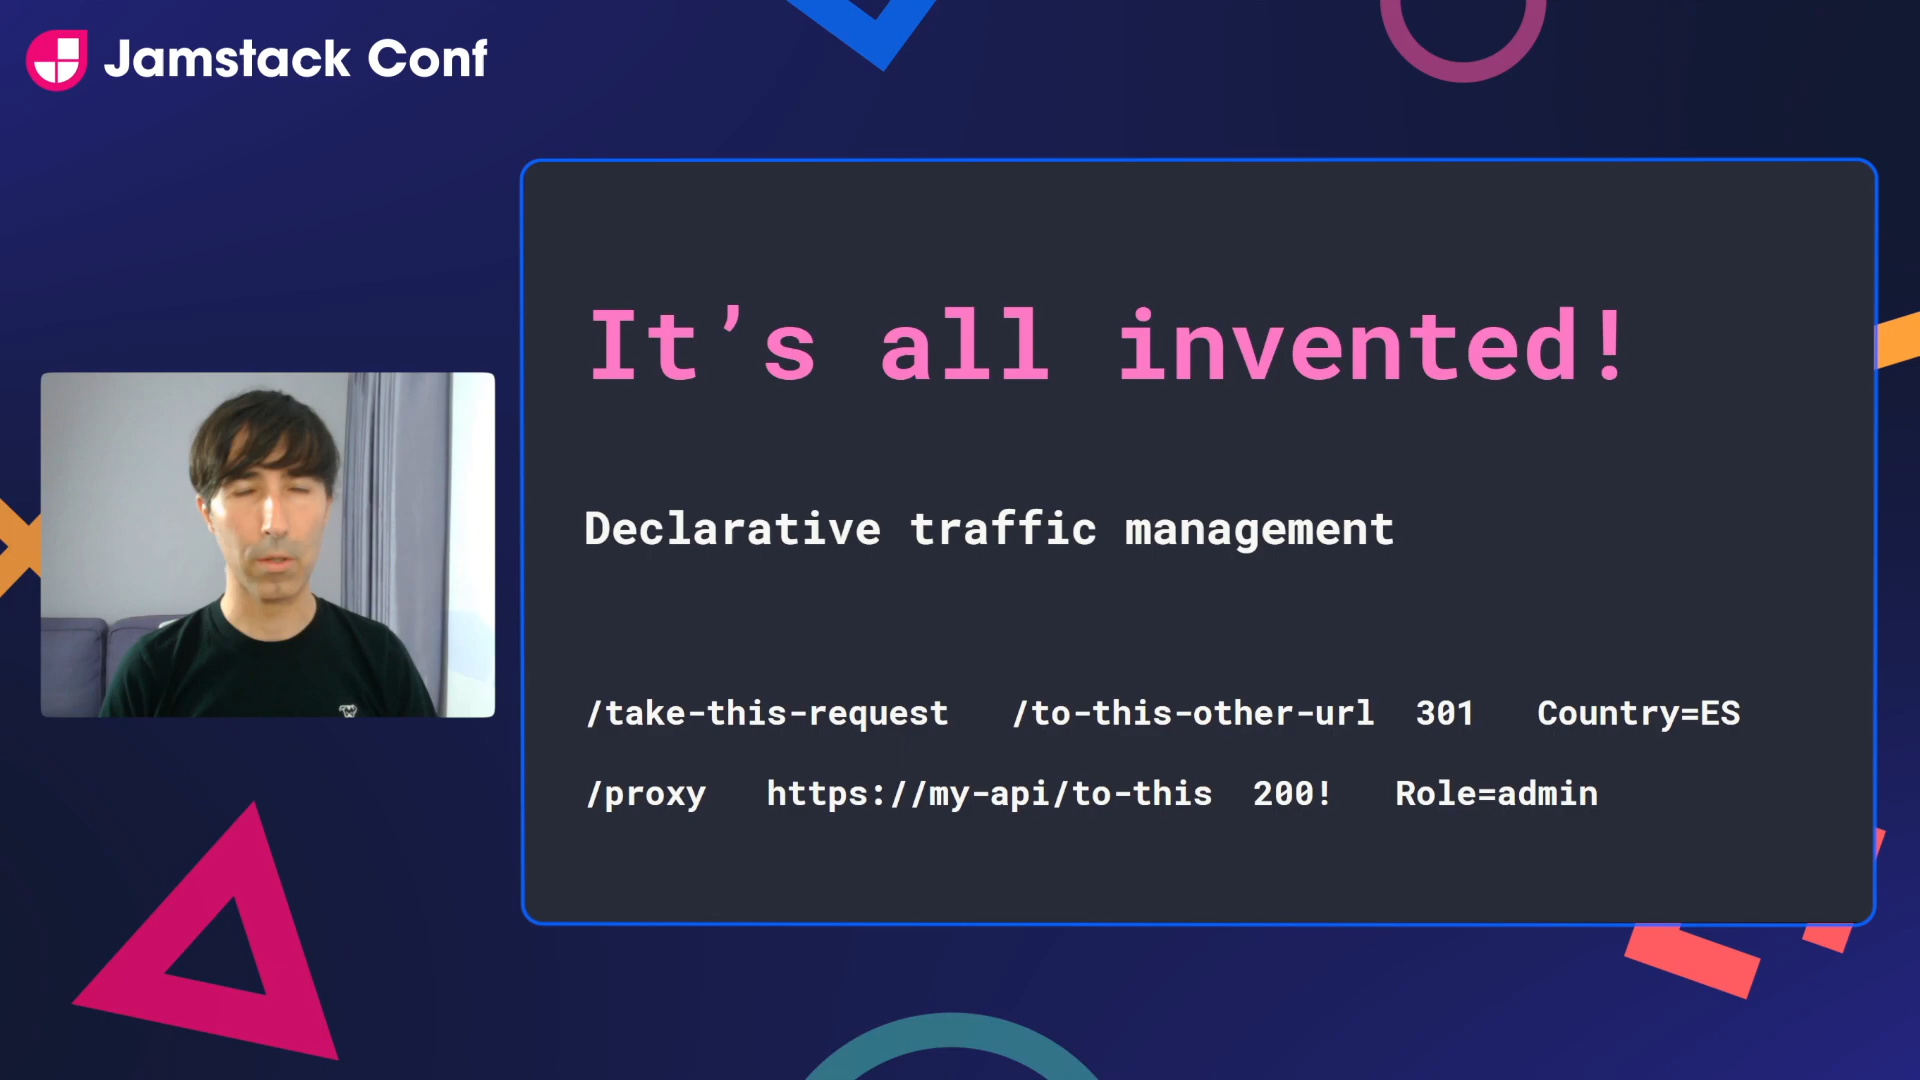 Jamstack Conf
It’s all invented!
Declarative traffic management
/take-this-request /to-this-other-url 301 Country=ES
/proxy https://my-api/to-this 200! Role=admin